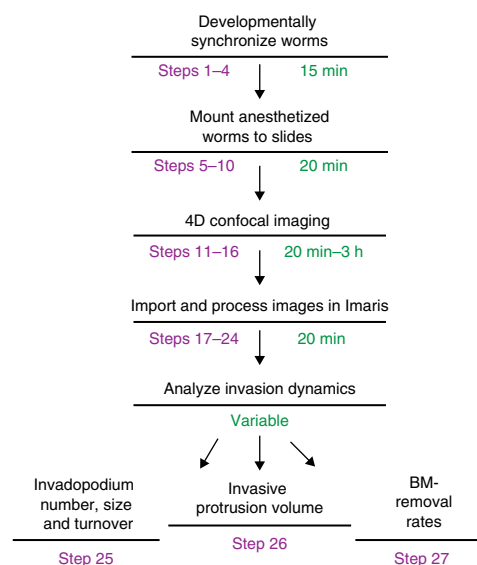 Developmentally
synchronize worms
Steps 1–4 15 min
Mount anesthetized
worms to slides
Steps 5–10 20 min
4D confocal imaging
Steps 11–16 20 min–3 h
Import and process images in Imaris
Steps 17–24 20 min
Analyze invasion dynamics
Variable
Invadopodium
number, size
and turnover
Step 25
Invasive
protrusion volume
Step 26
BM-
removal
rates
Step 27